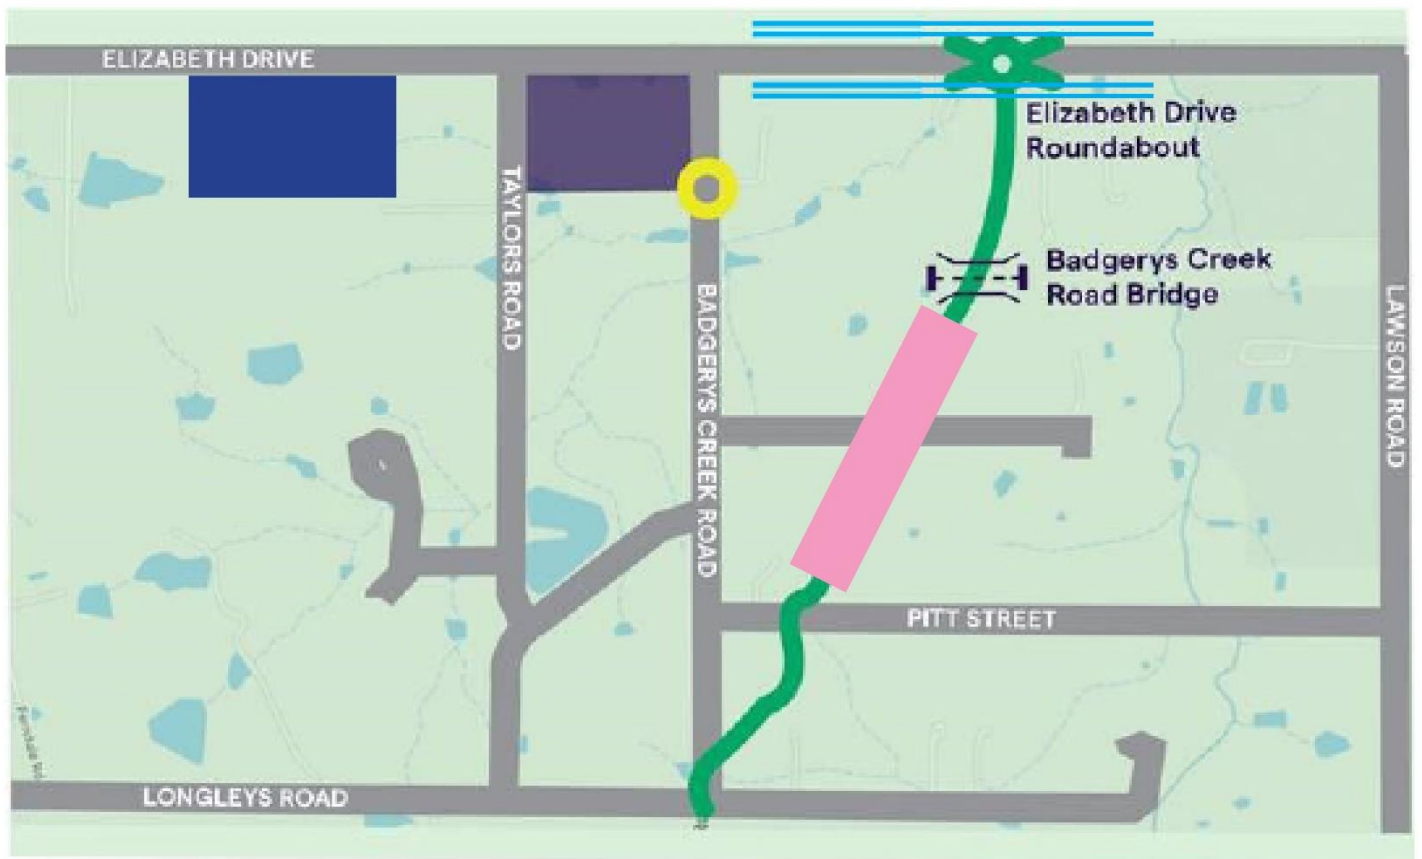 ELIZABETH DRIVE
Elizabeth Drive
Roundabout
TAYLORS ROAD
Badgerys Creek
Road Bridge
BADGERYS CREEK ROAD
LAWSON ROAD
PITT STREET
LONGLEYS ROAD